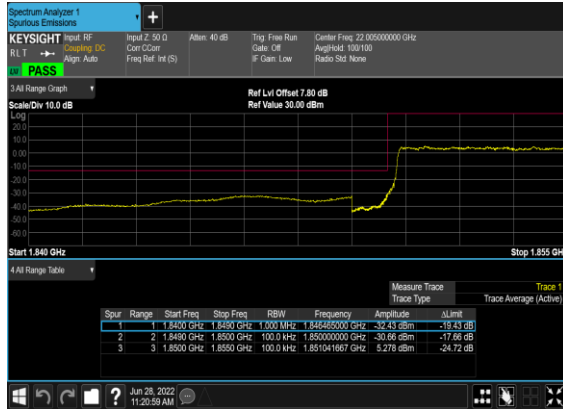 Spectrum Analyzer 1
Spurious Emissions
KEYSIGHT Input: RF Input Z: 50 Ω Atten: 40 dB Trig: Free Run Center Freq: 22.005000000 GHz
RLT Coupling: DC Corr CCorr Gate: Off Avg|Hold: 100/100
Align: Auto Freq Ref: Int (S) IF Gain: Low Radio Std: None
PASS
3 All Range Graph
Ref Lvl Offset 7.80 dB
Scale/Div 10.0 dB Ref Value 30.00 dBm
Log
20.0
10.0
0.00
-10.0
-20.0
-30.0
-40.0
-50.0
-60.0
Start 1.840 GHz Stop 1.855 GH
4 All Range Table
Measure Trace Trace 1
Trace Type Trace Average (Active)
Spur Range Start Freq Stop Freq RBW Frequency Amplitude ΔLimit
1 1 1.8400 GHz 1.8490 GHz 1.000 MHz 1.846465000 GHz -32.43 dBm -19.43 dB
2 2 1.8490 GHz 1.8500 GHz 100.0 kHz 1.850000000 GHz -30.66 dBm -17.66 dB
3 3 1.8500 GHz 1.8550 GHz 100.0 kHz 1.851041667 GHz 5.278 dBm -24.72 dB
? Jun 28, 2022
11:20:59 AM